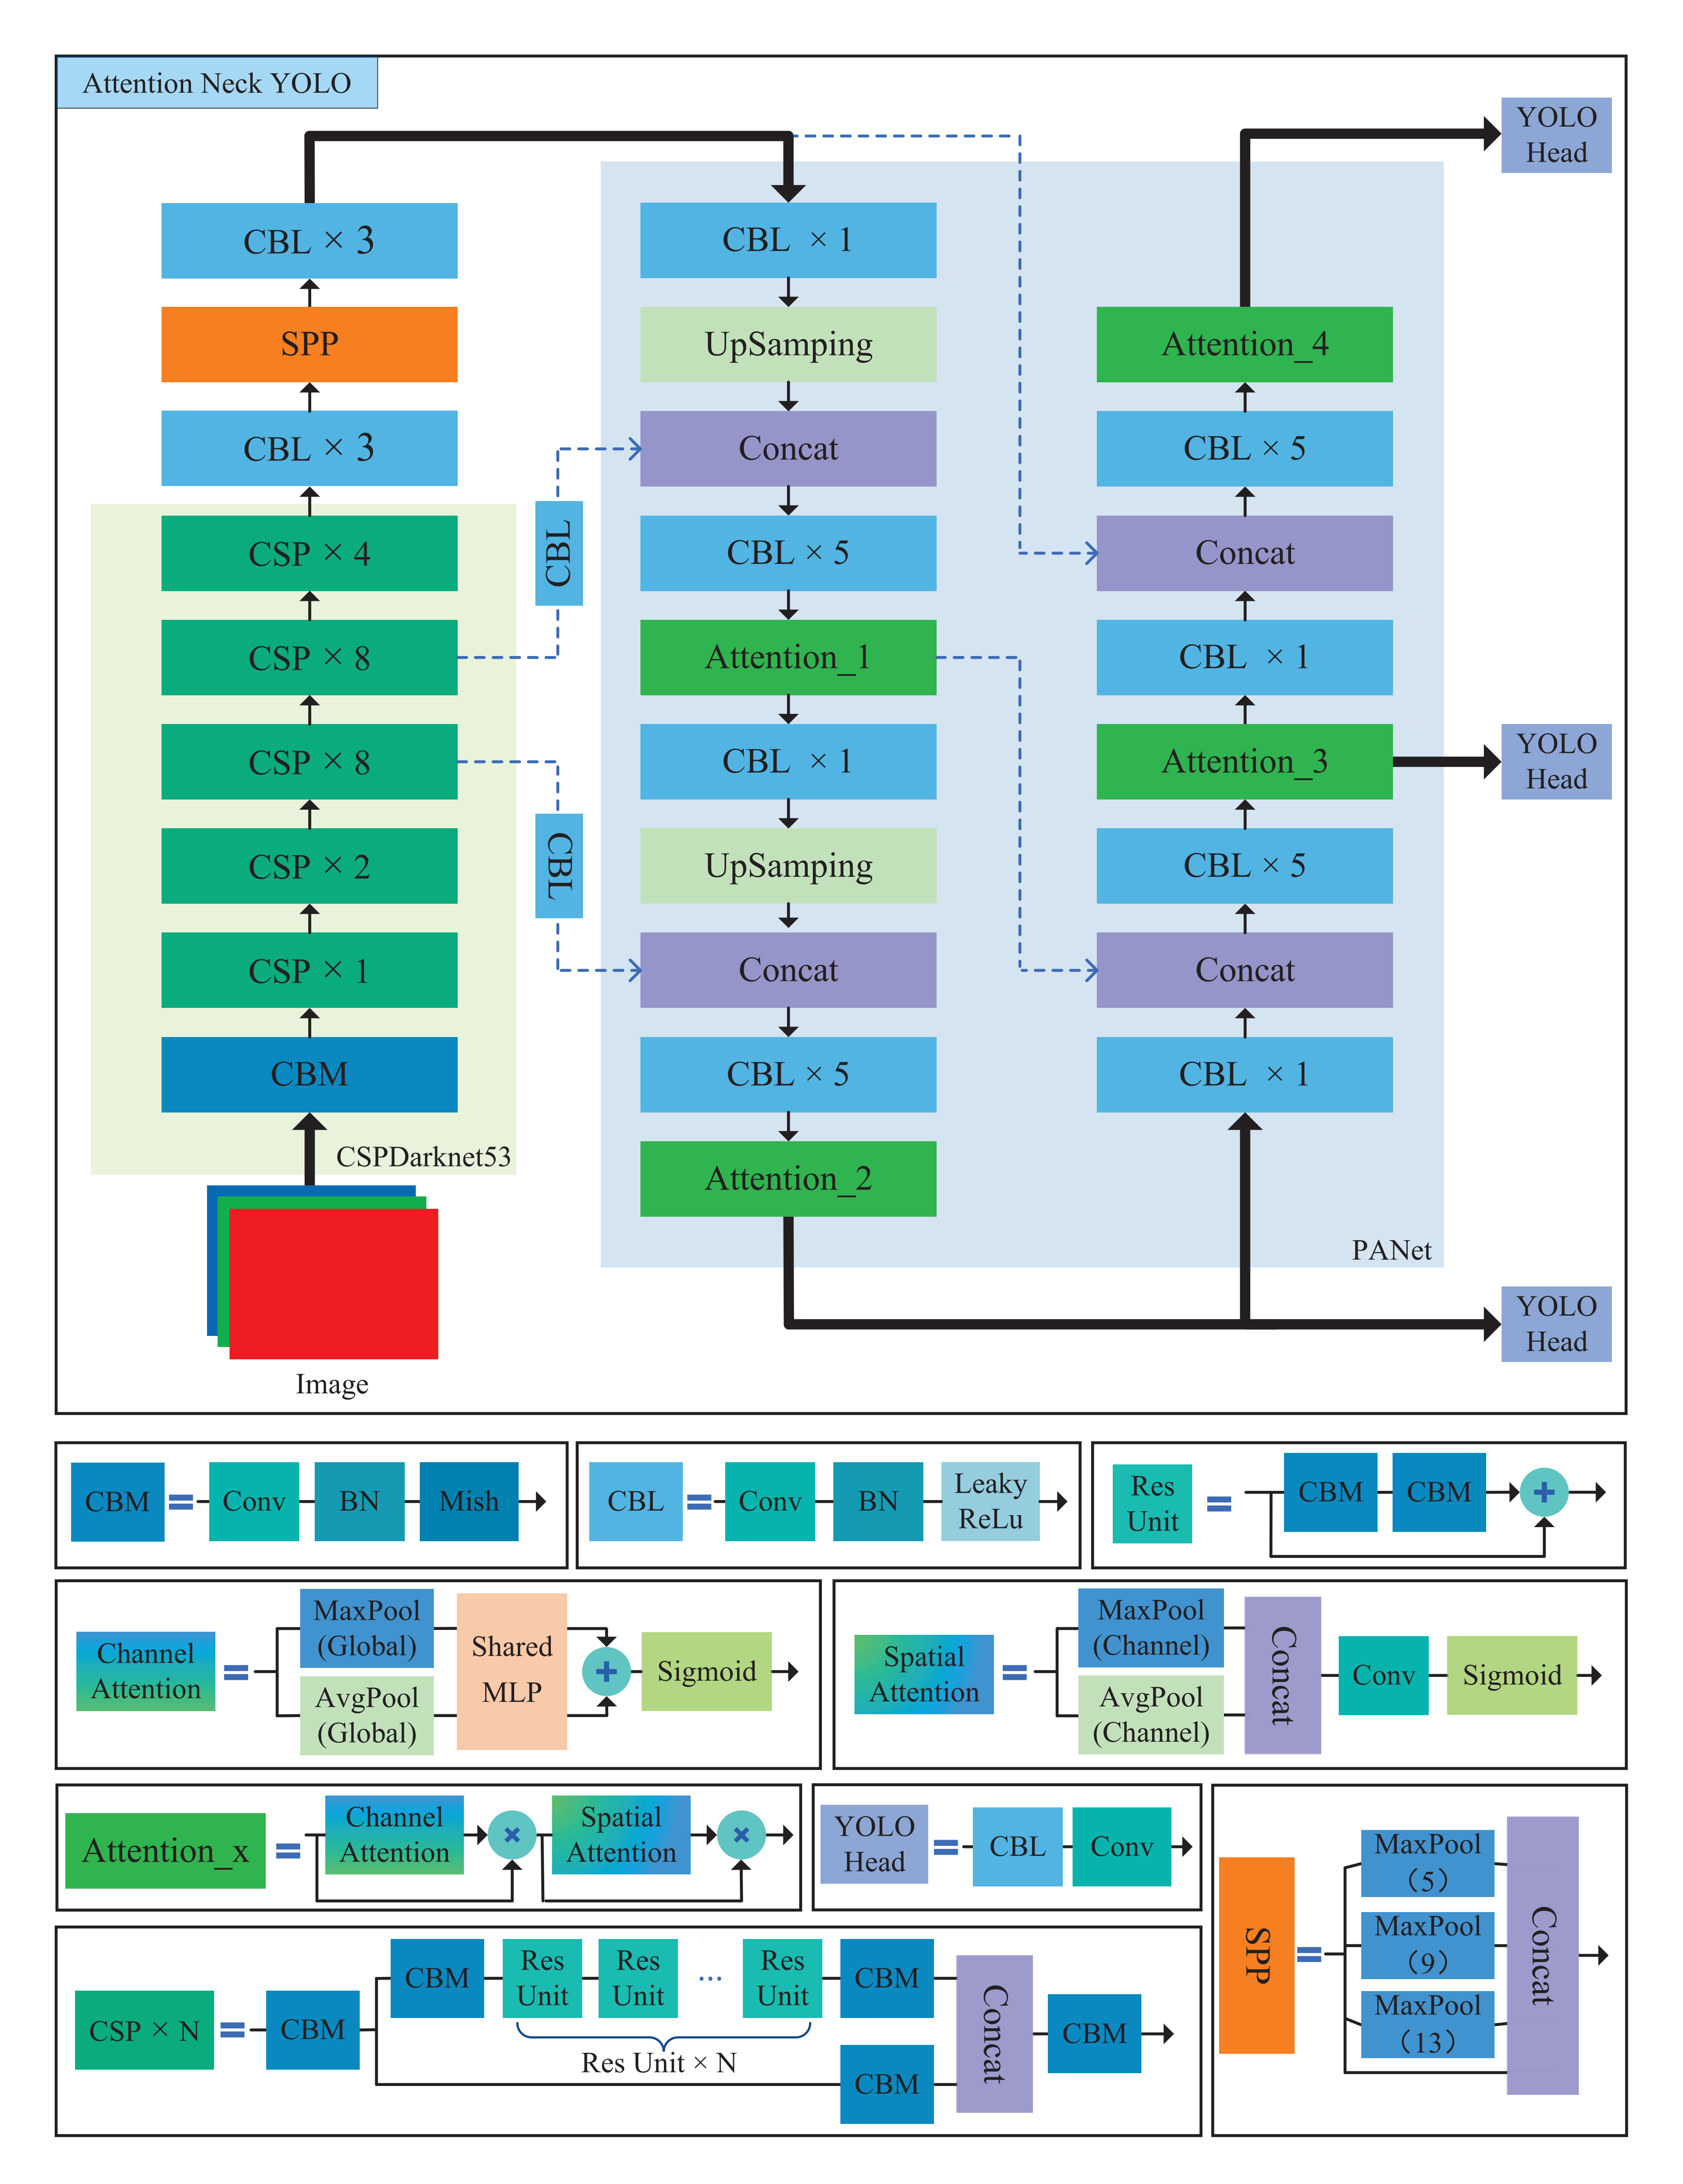 Attention Neck YOLO
CBL × 3
SPP
CBL × 3
CSP × 4
CSP × 8
CSP × 8
CSP × 2
CSP × 1
CBM
CSPDarknet53
Image
CBL
CBL
CBL × 1
UpSamping
Concat
CBL × 5
Attention_1
CBL × 1
UpSamping
Concat
CBL × 5
Attention_2
Attention_4
CBL × 5
Concat
CBL × 1
Attention_3
CBL × 5
Concat
CBL × 1
PANet
YOLO
Head
YOLO
Head
YOLO
Head
CBM = Conv BN Mish
CBL = Conv BN Leaky
ReLu
Res
Unit = CBM CBM +
Channel
Attention =
MaxPool
(Global)
AvgPool
(Global)
Shared
MLP
+
Sigmoid
Spatial
Attention =
MaxPool
(Channel)
AvgPool
(Channel)
Concat
Conv
Sigmoid
Attention_x =
Channel
Attention
×
Spatial
Attention
×
YOLO
Head = CBL Conv
SPP =
MaxPool
(5)
MaxPool
(9)
MaxPool
(13)
Concat
CSP × N = CBM
CBM
Res
Unit
Res
Unit
...
Res
Unit
CBM
Res Unit × N
CBM
Concat
CBM